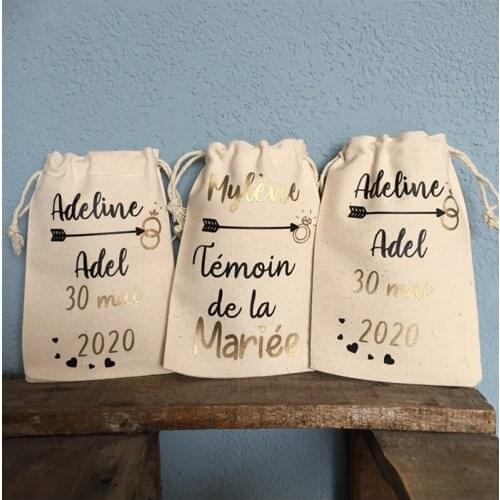 Adeline
Adel
30 mai
2020
Mylène
Témoin
de la
Mariée
Adeline
Adel
30 mai
2020